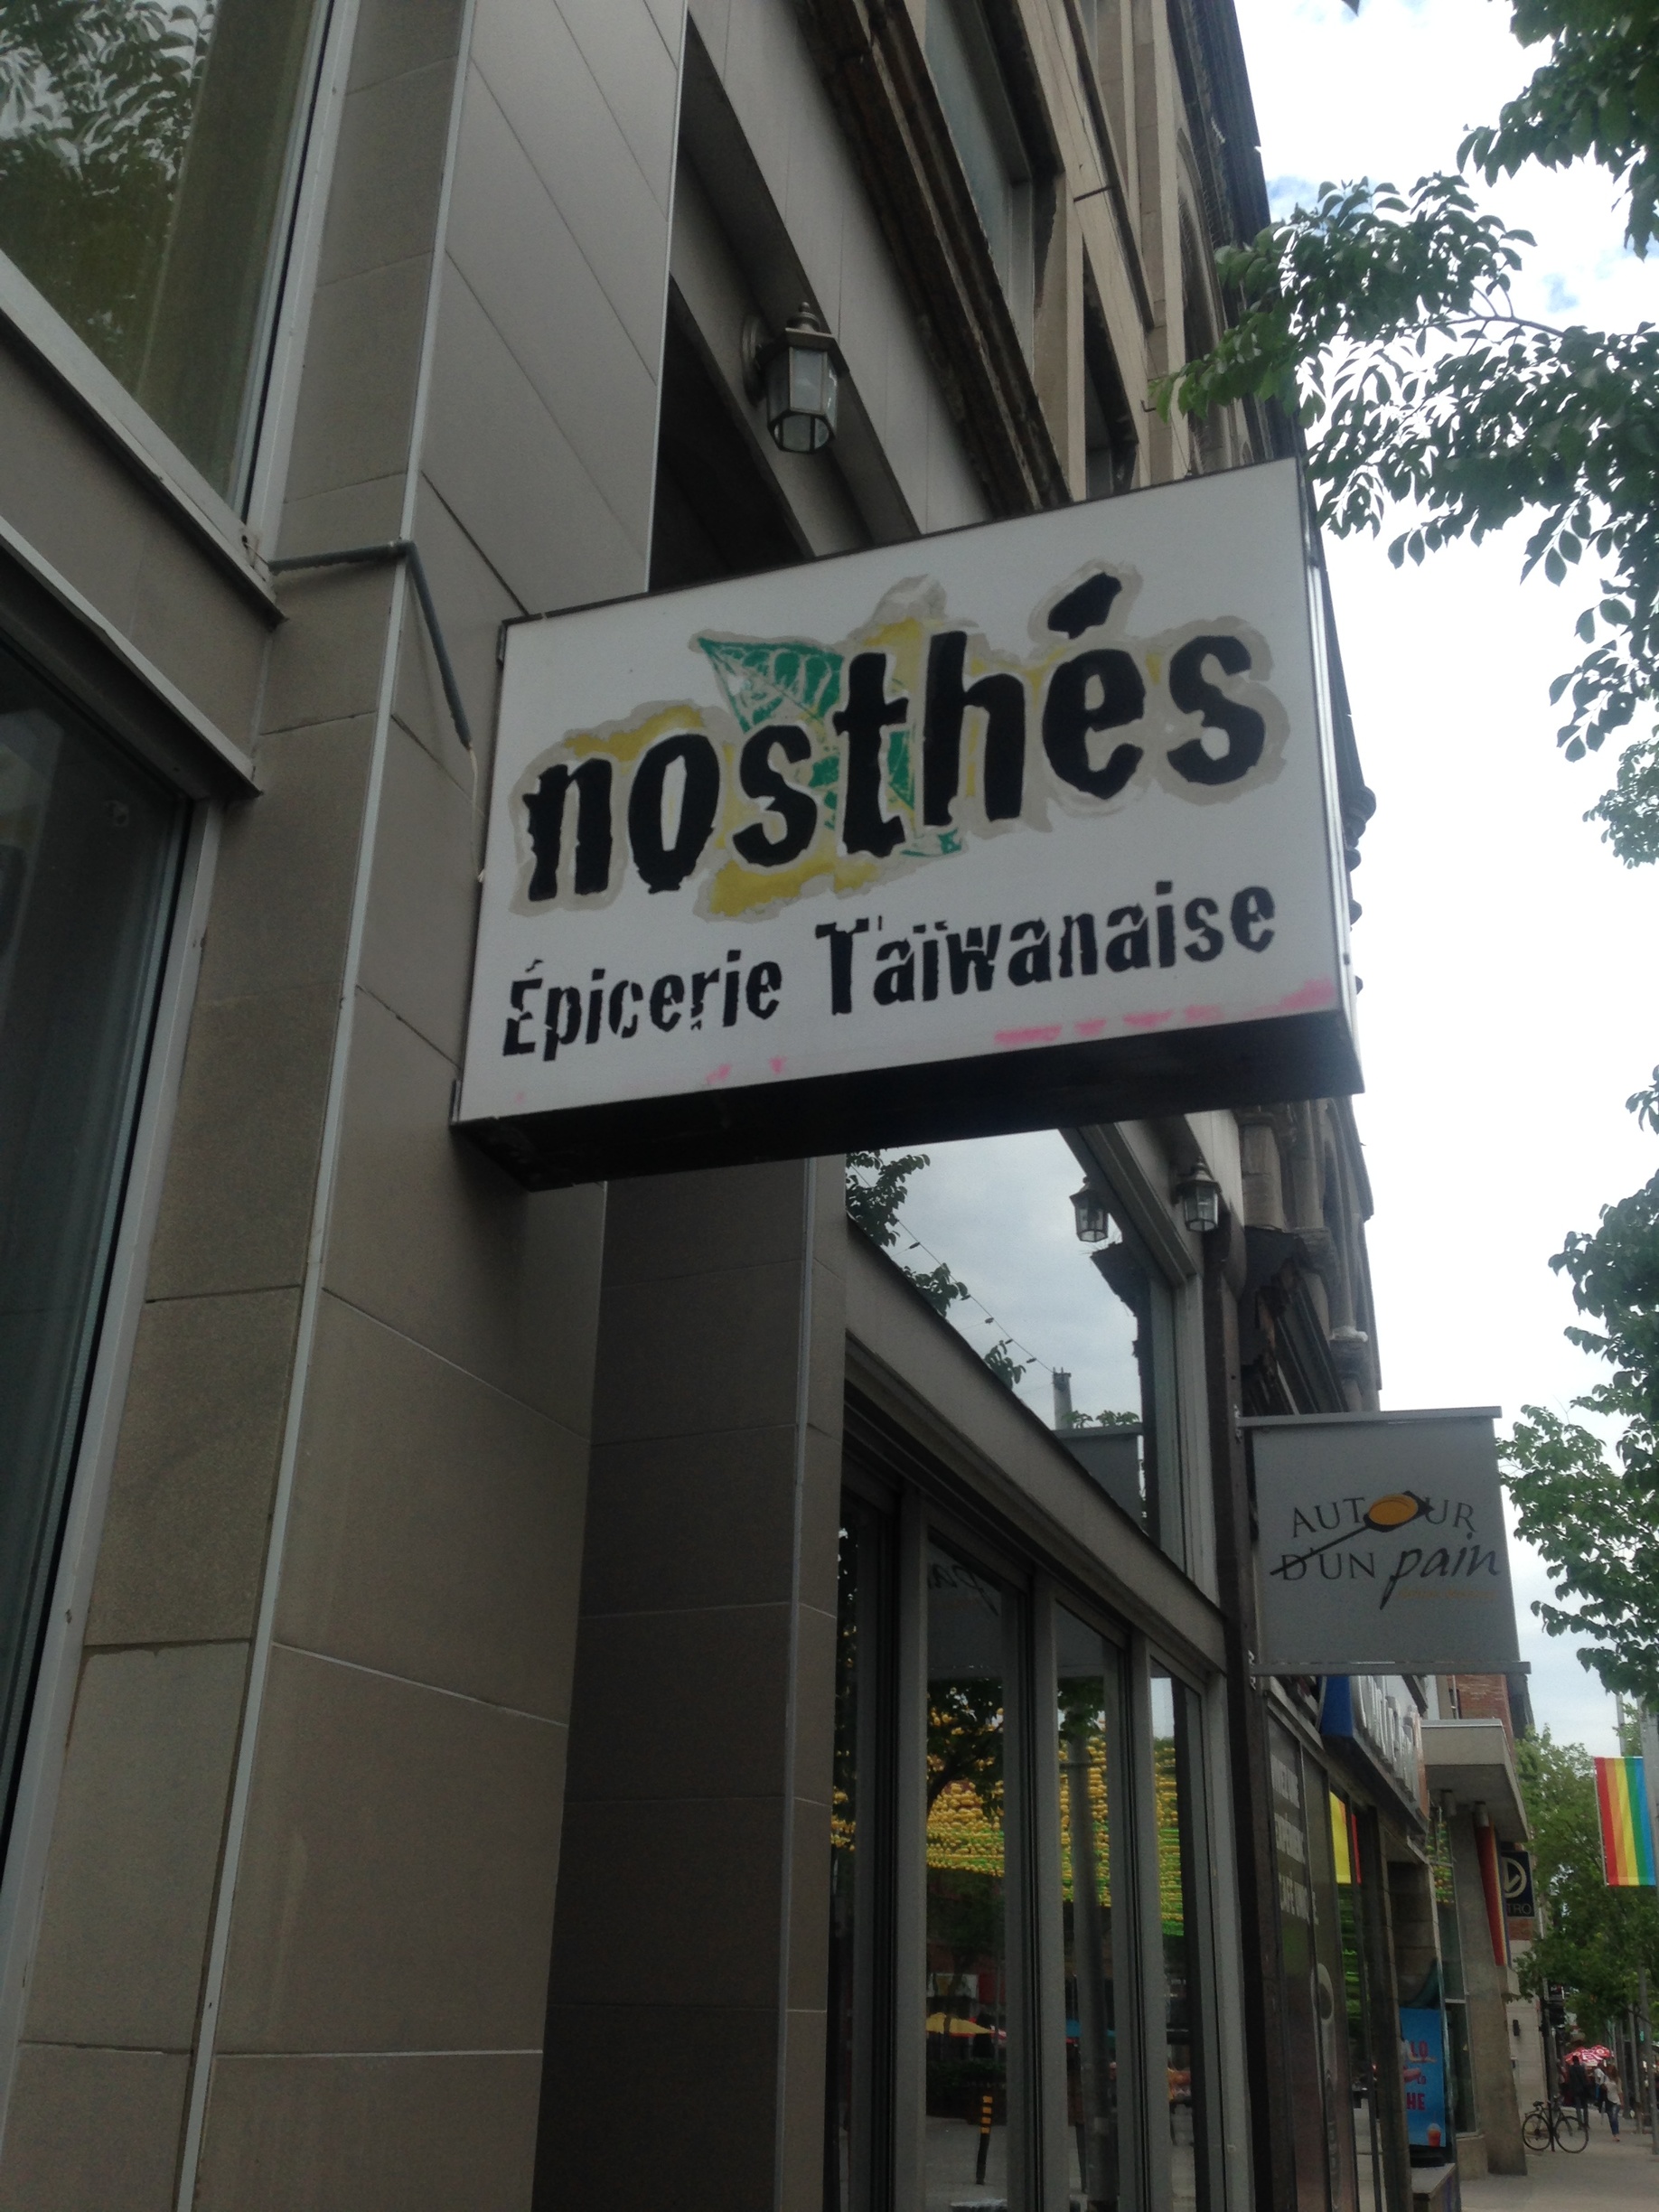 nosthés
Épicerie Taïwanaise
AUTOUR
D'UN pain